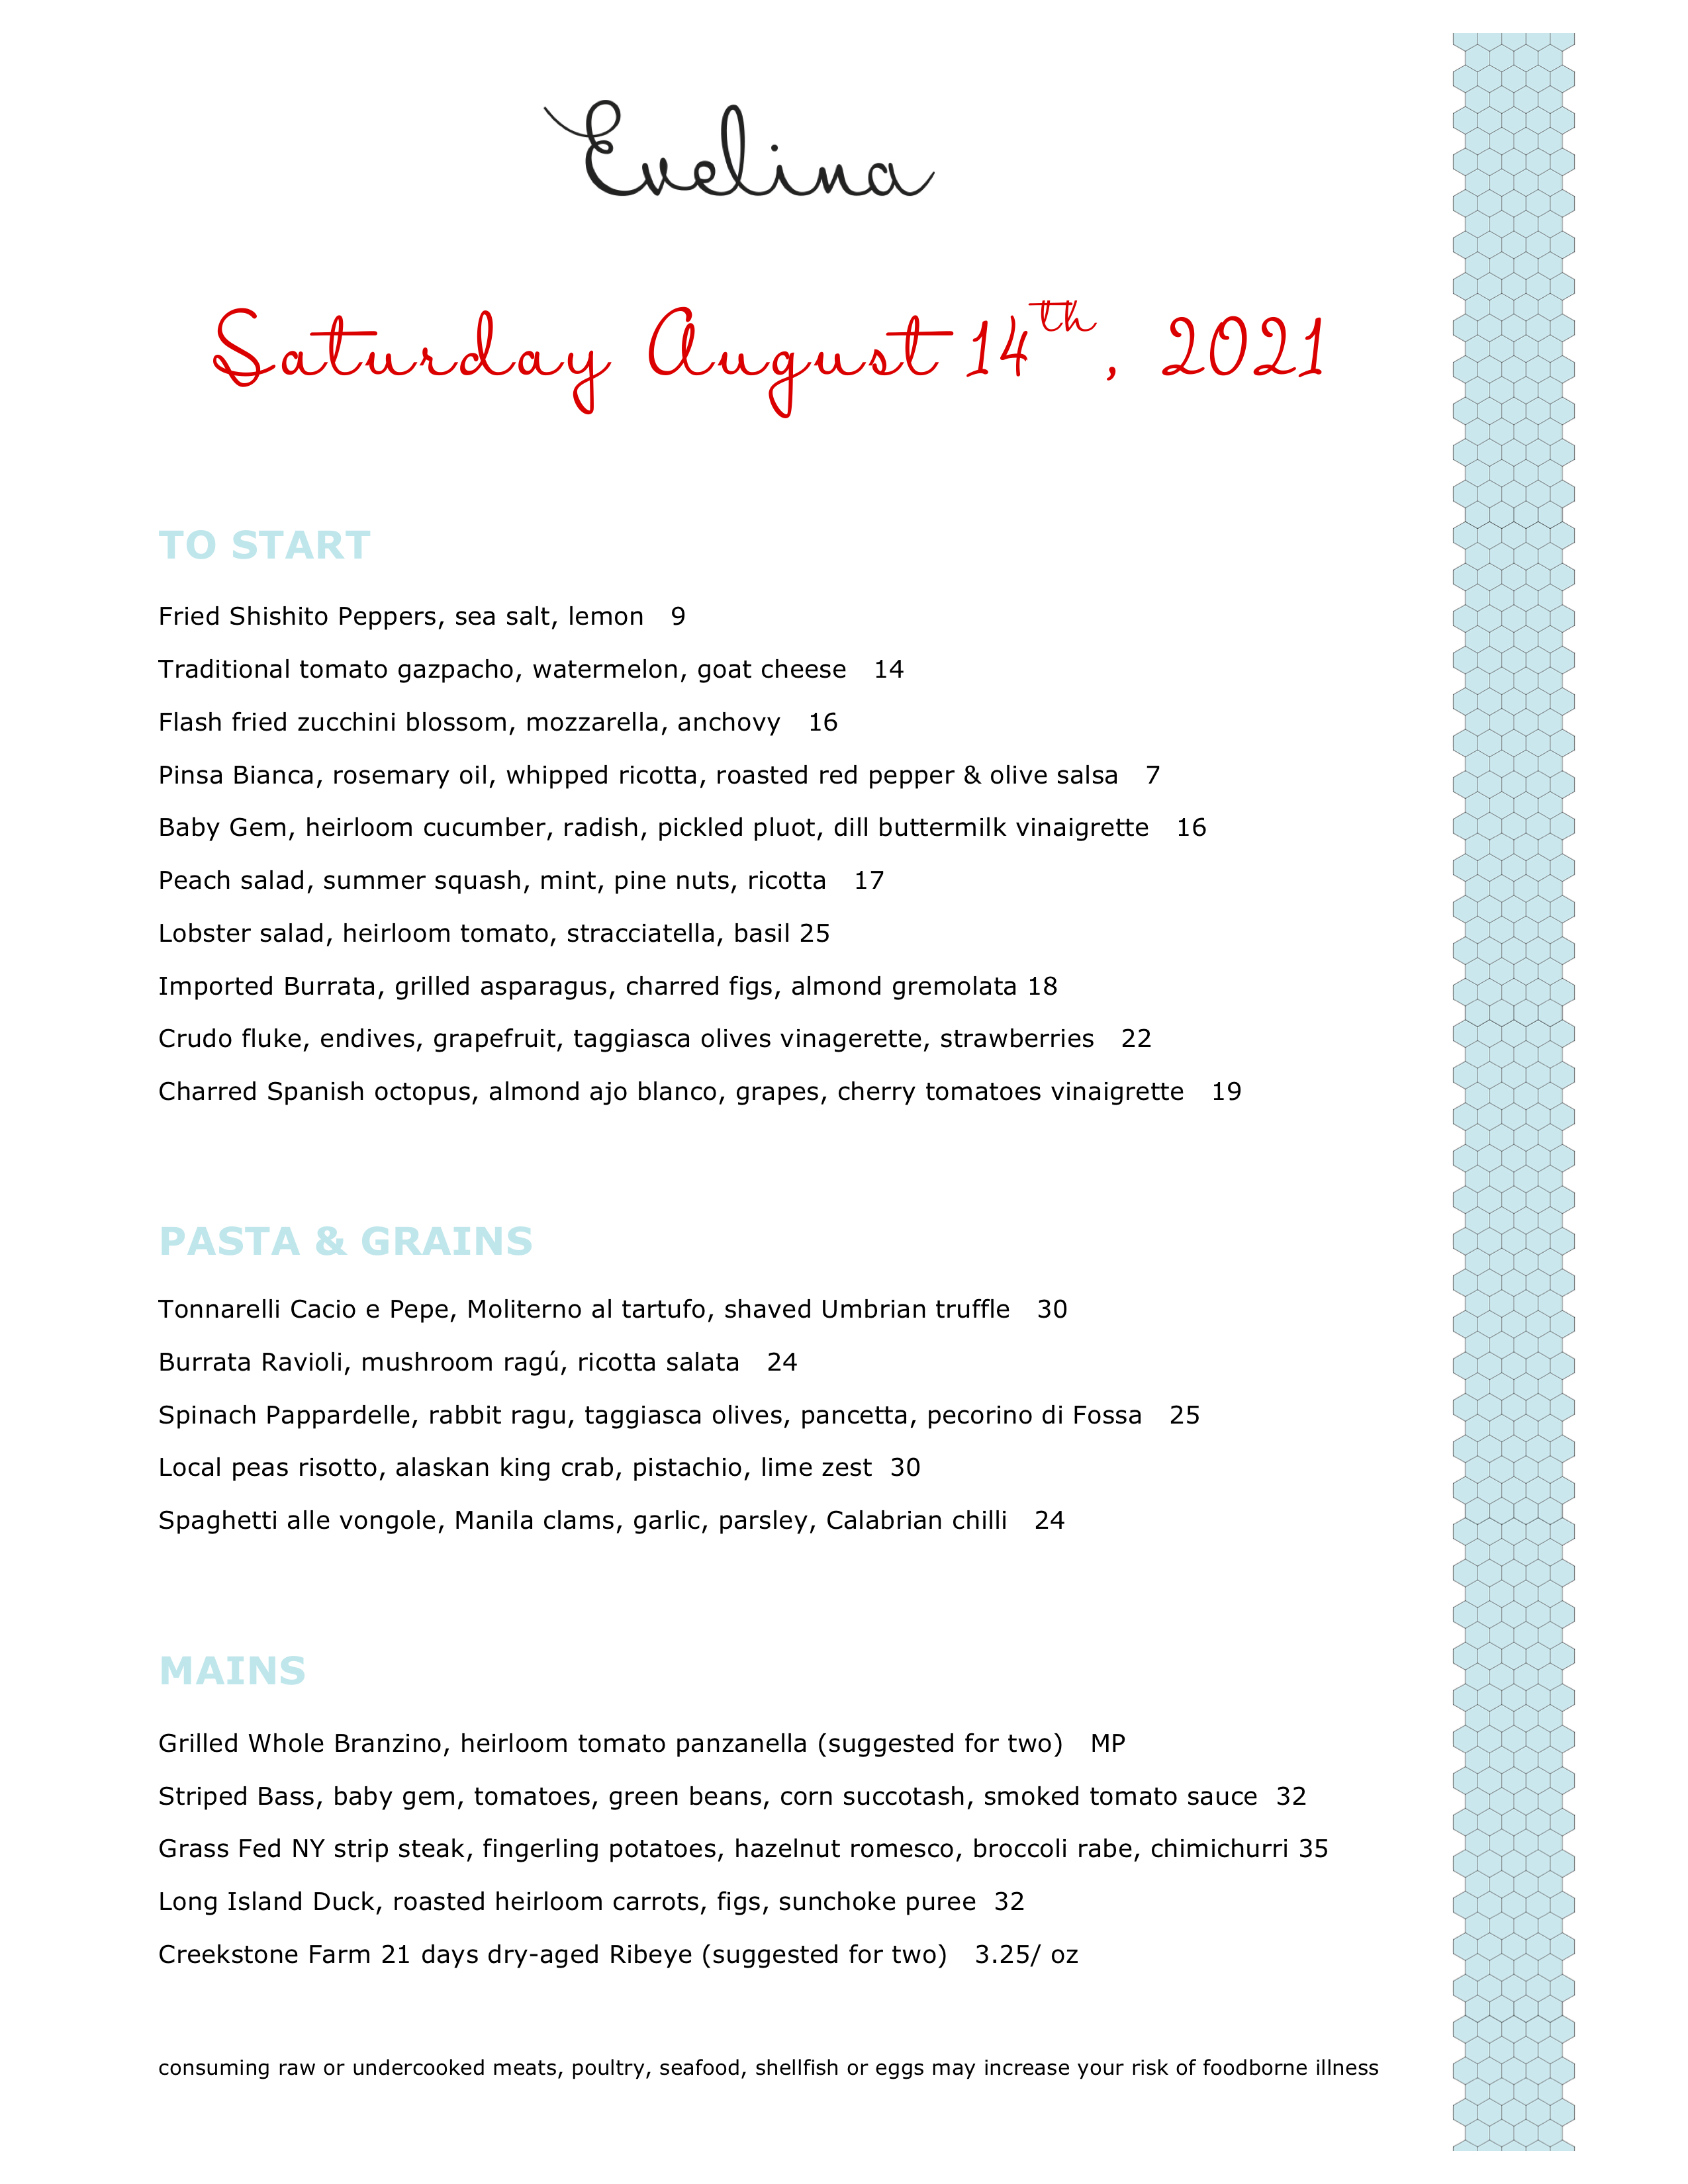 Evelina
Saturday August 14th, 2021
TO START
Fried Shishito Peppers, sea salt, lemon 9
Traditional tomato gazpacho, watermelon, goat cheese 14
Flash fried zucchini blossom, mozzarella, anchovy 16
Pinsa Bianca, rosemary oil, whipped ricotta, roasted red pepper & olive salsa 7
Baby Gem, heirloom cucumber, radish, pickled pluot, dill buttermilk vinaigrette 16
Peach salad, summer squash, mint, pine nuts, ricotta 17
Lobster salad, heirloom tomato, stracciatella, basil 25
Imported Burrata, grilled asparagus, charred figs, almond gremolata 18
Crudo fluke, endives, grapefruit, taggiasca olives vinagerette, strawberries 22
Charred Spanish octopus, almond ajo blanco, grapes, cherry tomatoes vinaigrette 19
PASTA & GRAINS
Tonnarelli Cacio e Pepe, Moliterno al tartufo, shaved Umbrian truffle 30
Burrata Ravioli, mushroom ragú, ricotta salata 24
Spinach Pappardelle, rabbit ragu, taggiasca olives, pancetta, pecorino di Fossa 25
Local peas risotto, alaskan king crab, pistachio, lime zest 30
Spaghetti alle vongole, Manila clams, garlic, parsley, Calabrian chilli 24
MAINS
Grilled Whole Branzino, heirloom tomato panzanella (suggested for two) MP
Striped Bass, baby gem, tomatoes, green beans, corn succotash, smoked tomato sauce 32
Grass Fed NY strip steak, fingerling potatoes, hazelnut romesco, broccoli rabe, chimichurri 35
Long Island Duck, roasted heirloom carrots, figs, sunchoke puree 32
Creekstone Farm 21 days dry-aged Ribeye (suggested for two) 3.25/ oz
consuming raw or undercooked meats, poultry, seafood, shellfish or eggs may increase your risk of foodborne illness